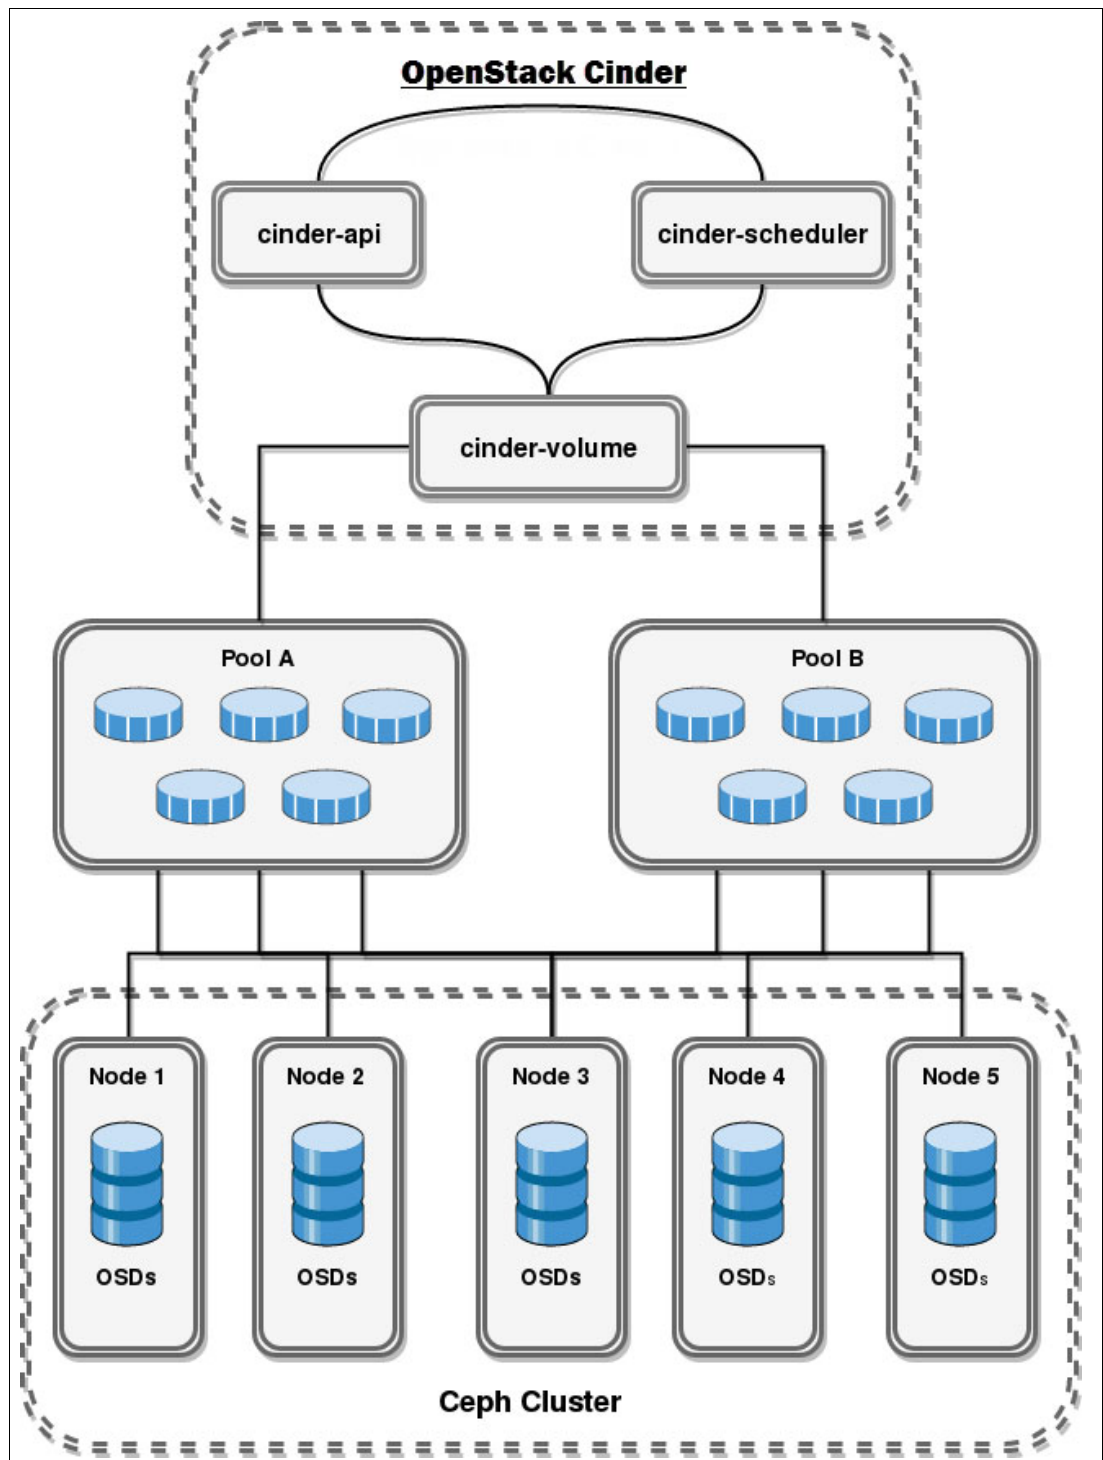 OpenStack Cinder
cinder-api
cinder-scheduler
cinder-volume
Pool A
Pool B
Node 1
Node 2
Node 3
Node 4
Node 5
OSDs
OSDs
OSDs
OSDs
OSDs
Ceph Cluster